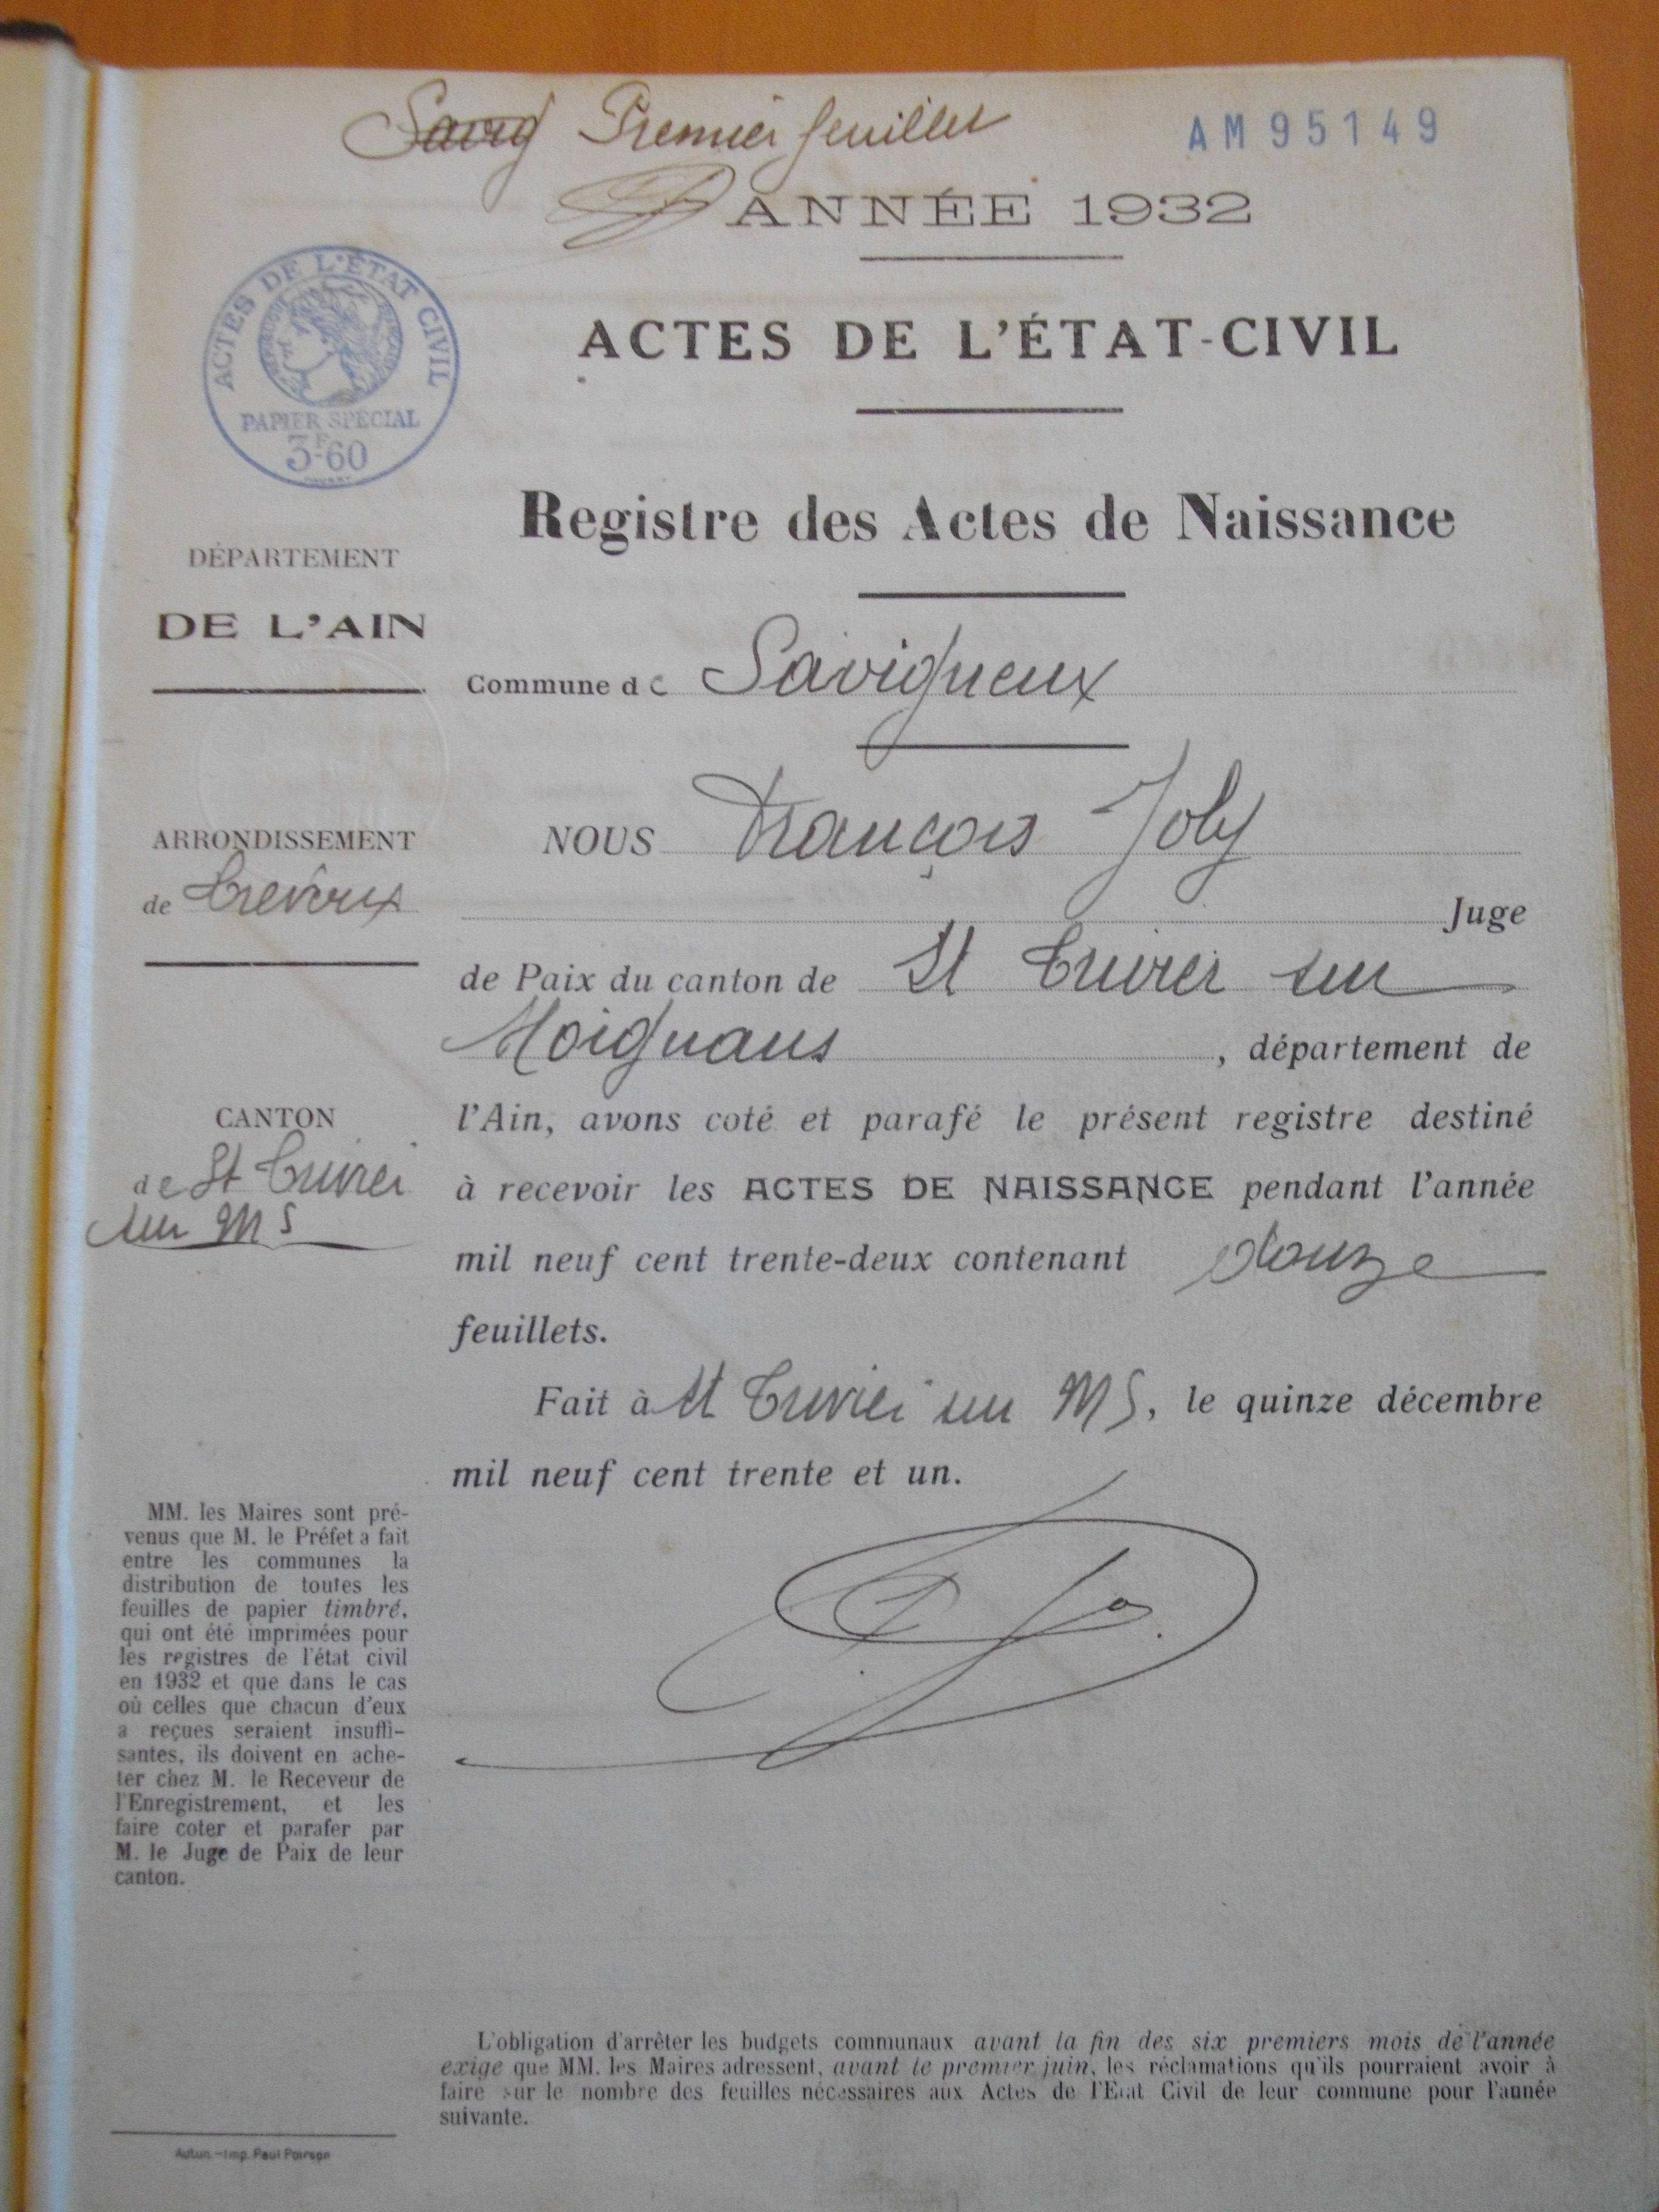 Savig Premier feuillet
AM95149
ANNÉE 1932
ACTES DE L'ÉTAT CIVIL
RÉPUBLIQUE
PAPIER SPÉCIAL
3F60
ACTES DE L'ÉTAT-CIVIL
Registre des Actes de Naissance
DÉPARTEMENT
DE L'AIN
Commune de Savigneux
ARRONDISSEMENT
de Trévoux
NOUS François Joly
Juge
de Paix du canton de St Trivier sur
Moignans, département de
CANTON
de St Trivier
sur MS
l'Ain, avons coté et parafé le présent registre destiné
à recevoir les ACTES DE NAISSANCE pendant l'année
mil neuf cent trente-deux contenant douze
feuillets.
Fait à St Trivier sur MS, le quinze décembre
mil neuf cent trente et un.
MM. les Maires sont pré-
venus que M. le Préfet a fait
entre les communes la
distribution de toutes les
feuilles de papier timbré,
qui ont été imprimées pour
les registres de l'état civil
en 1932 et que dans le cas
où celles que chacun d'eux
a reçues seraient insuffi-
santes, ils doivent en ache-
ter chez M. le Receveur de
l'Enregistrement, et les
faire coter et parafer par
M. le Juge de Paix de leur
canton.
L'obligation d'arrêter les budgets communaux avant la fin des six premiers mois de l'année
exige que MM. les Maires adressent, avant le premier juin, les réclamations qu'ils pourraient avoir à
faire sur le nombre des feuilles nécessaires aux Actes de l'Etat Civil de leur commune pour l'année
suivante.
Autun.-Imp. Paul Poirson